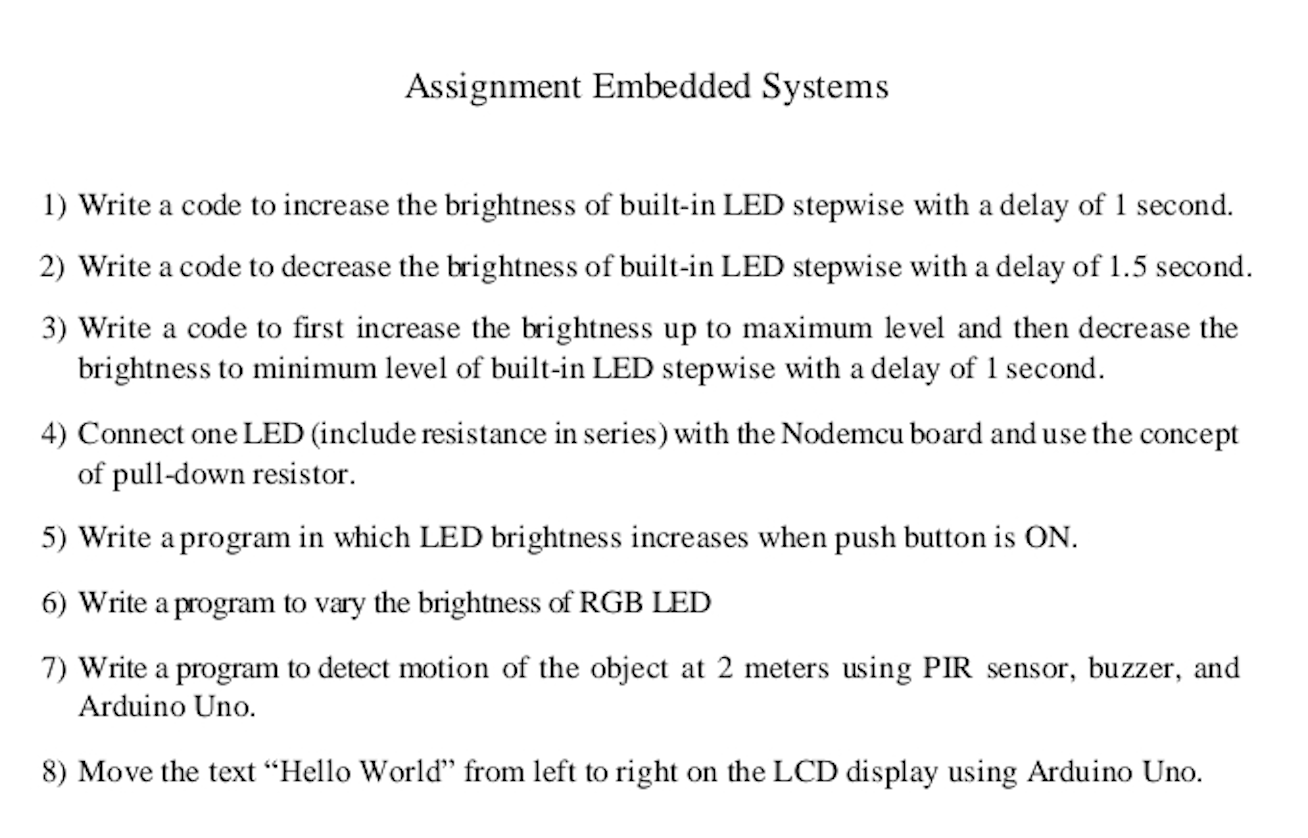 Assignment Embedded Systems
1) Write a code to increase the brightness of built-in LED stepwise with a delay of 1 second.
2) Write a code to decrease the brightness of built-in LED stepwise with a delay of 1.5 second.
3) Write a code to first increase the brightness up to maximum level and then decrease the
brightness to minimum level of built-in LED stepwise with a delay of 1 second.
4) Connect one LED (include resistance in series) with the Nodemcu board and use the concept
of pull-down resistor.
5) Write a program in which LED brightness increases when push button is ON.
6) Write a program to vary the brightness of RGB LED
7) Write a program to detect motion of the object at 2 meters using PIR sensor, buzzer, and
Arduino Uno.
8) Move the text “Hello World” from left to right on the LCD display using Arduino Uno.